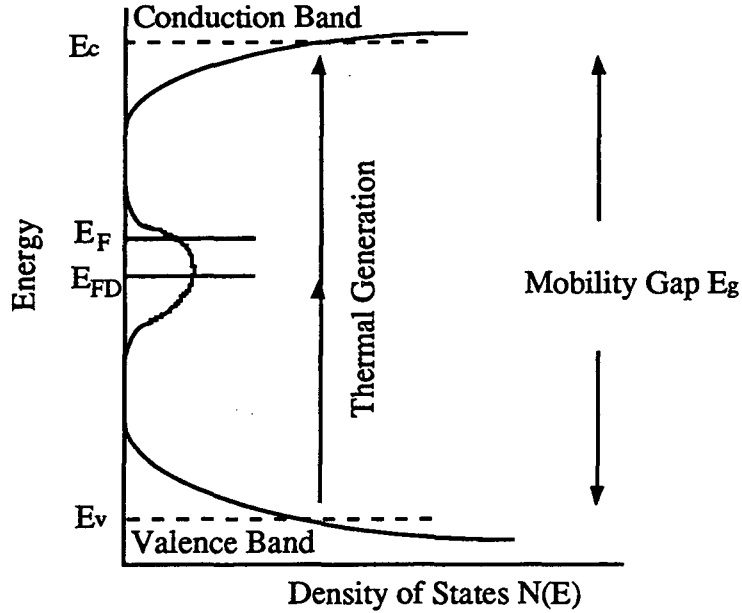 Conduction Band
Ec
EF
EFD
Energy
Thermal Generation
Mobility Gap Eg
Ev
Valence Band
Density of States N(E)